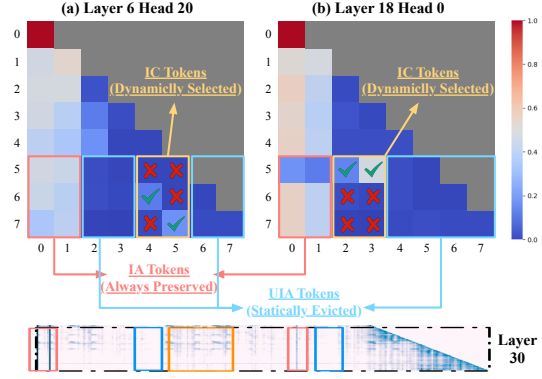 (a) Layer 6 Head 20
(b) Layer 18 Head 0
0
1
2
3
4
5
6
7
0 1 2 3 4 5 6 7
IC Tokens
(Dynamiclly Selected)
0
1
2
3
4
5
6
7
0 1 2 3 4 5 6 7
IC Tokens
(Dynamiclly Selected)
1.0
0.8
0.6
0.4
0.2
0.0
IA Tokens
(Always Preserved)
UIA Tokens
(Statically Evicted)
Layer
30